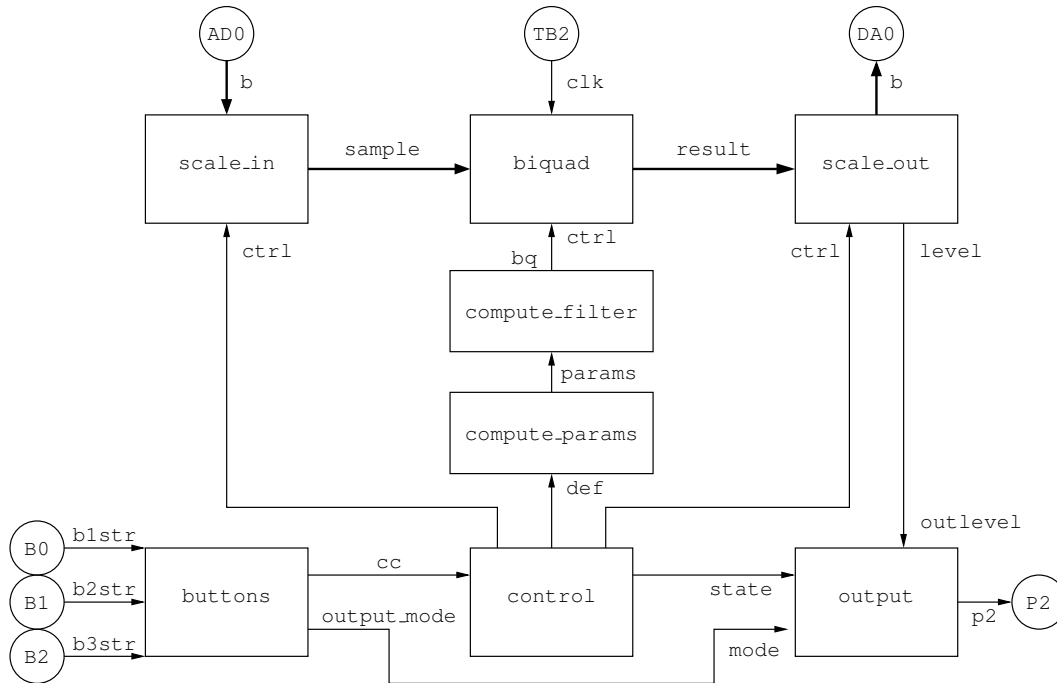 AD0
TB2
DA0
b
clk
b
scale_in
sample
biquad
result
scale_out
ctrl
ctrl
ctrl
level
bq
compute_filter
params
compute_params
def
outlevel
B0
b1str
B1
b2str
B2
b3str
buttons
cc
output_mode
control
state
mode
output
p2
P2